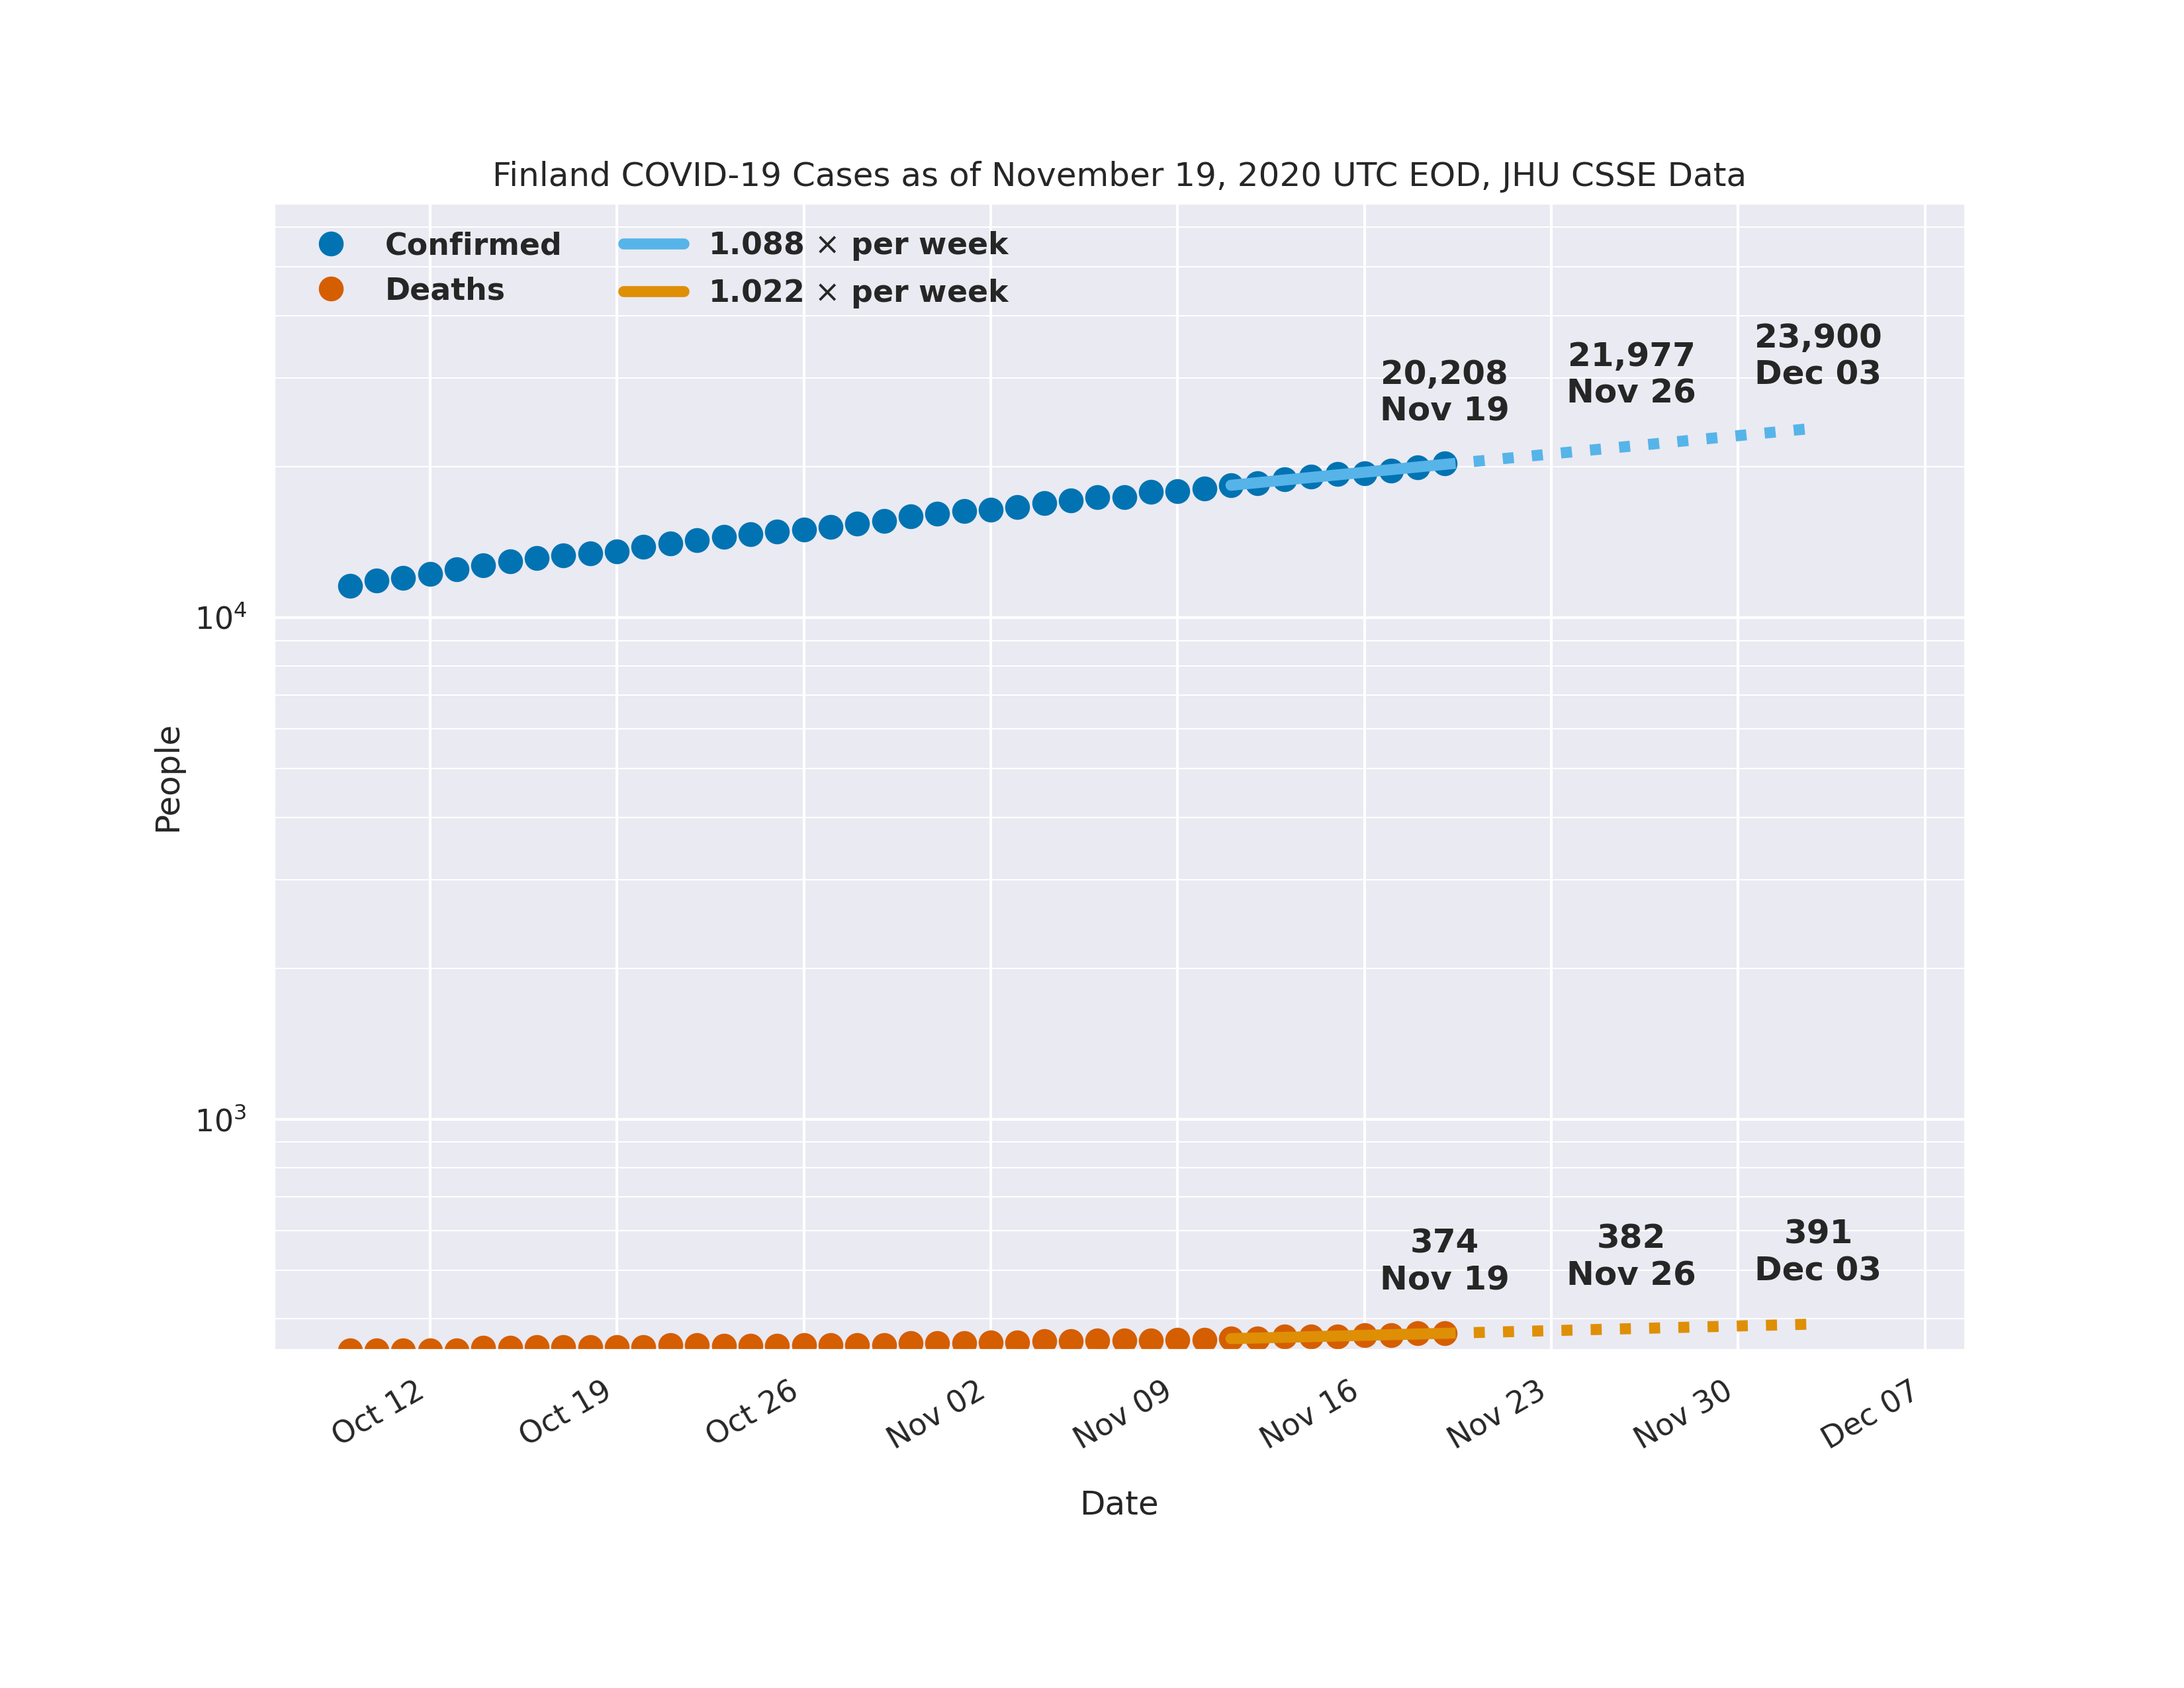 Finland COVID-19 Cases as of November 19, 2020 UTC EOD, JHU CSSE Data
Confirmed
Deaths
1.088 × per week
1.022 × per week
20,208
Nov 19
21,977
Nov 26
23,900
Dec 03
10⁴
People
10³
374
Nov 19
382
Nov 26
391
Dec 03
Oct 12
Oct 19
Oct 26
Nov 02
Nov 09
Nov 16
Nov 23
Nov 30
Dec 07
Date